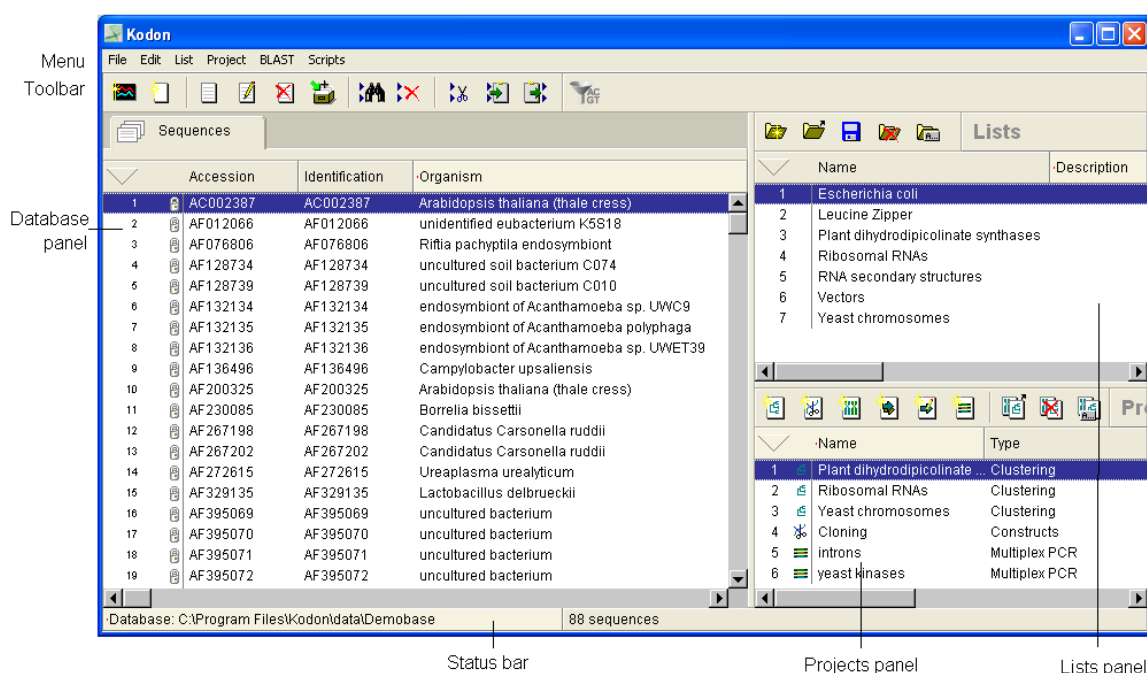 Kodon
Menu
File Edit List Project BLAST Scripts
Toolbar
AC
GT
Sequences
Lists
Accession Identification Organism
Name Description
1 AC002387 AC002387 Arabidopsis thaliana (thale cress)
2 AF012066 AF012066 unidentified eubacterium K5S18
3 AF076806 AF076806 Riftia pachyptila endosymbiont
4 AF128734 AF128734 uncultured soil bacterium C074
5 AF128739 AF128739 uncultured soil bacterium C010
6 AF132134 AF132134 endosymbiont of Acanthamoeba sp. UWC9
7 AF132135 AF132135 endosymbiont of Acanthamoeba polyphaga
8 AF132136 AF132136 endosymbiont of Acanthamoeba sp. UWET39
9 AF136496 AF136496 Campylobacter upsaliensis
10 AF200325 AF200325 Arabidopsis thaliana (thale cress)
11 AF230085 AF230085 Borrelia bissettii
12 AF267198 AF267198 Candidatus Carsonella ruddii
13 AF267202 AF267202 Candidatus Carsonella ruddii
14 AF272615 AF272615 Ureaplasma urealyticum
15 AF329135 AF329135 Lactobacillus delbrueckii
16 AF395069 AF395069 uncultured bacterium
17 AF395070 AF395070 uncultured bacterium
18 AF395071 AF395071 uncultured bacterium
19 AF395072 AF395072 uncultured bacterium
Database
panel
1 Escherichia coli
2 Leucine Zipper
3 Plant dihydrodipicolinate synthases
4 Ribosomal RNAs
5 RNA secondary structures
6 Vectors
7 Yeast chromosomes
Pr
Name Type
1 Plant dihydrodipicolinate ... Clustering
2 Ribosomal RNAs Clustering
3 Yeast chromosomes Clustering
4 Cloning Constructs
5 introns Multiplex PCR
6 yeast kinases Multiplex PCR
Database: C:\Program Files\Kodon\data\Demobase 88 sequences
Status bar
Projects panel
Lists panel